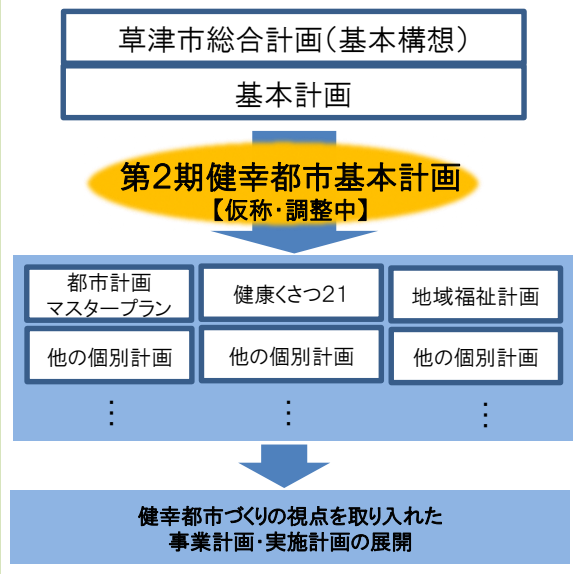 草津市総合計画(基本構想)
基本計画
第2期健幸都市基本計画
【仮称・調整中】
都市計画
マスタープラン
健康くさつ21
地域福祉計画
他の個別計画
他の個別計画
他の個別計画
⋮
⋮
⋮
健幸都市づくりの視点を取り入れた
事業計画・実施計画の展開